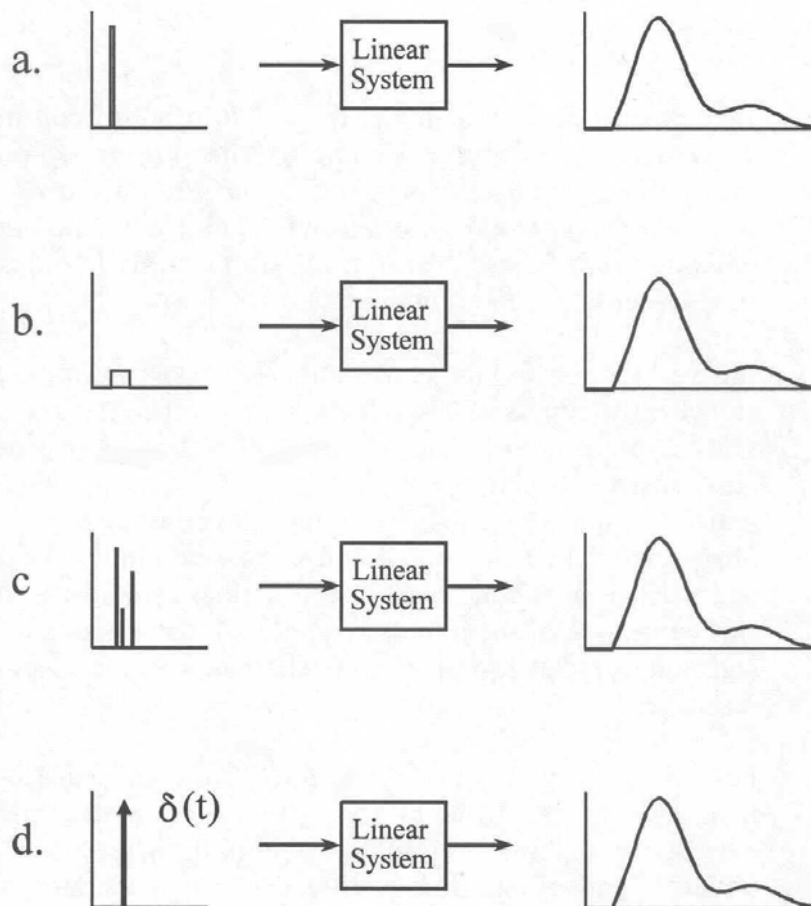 a.
Linear
System
b.
Linear
System
c
Linear
System
d.
δ(t)
Linear
System